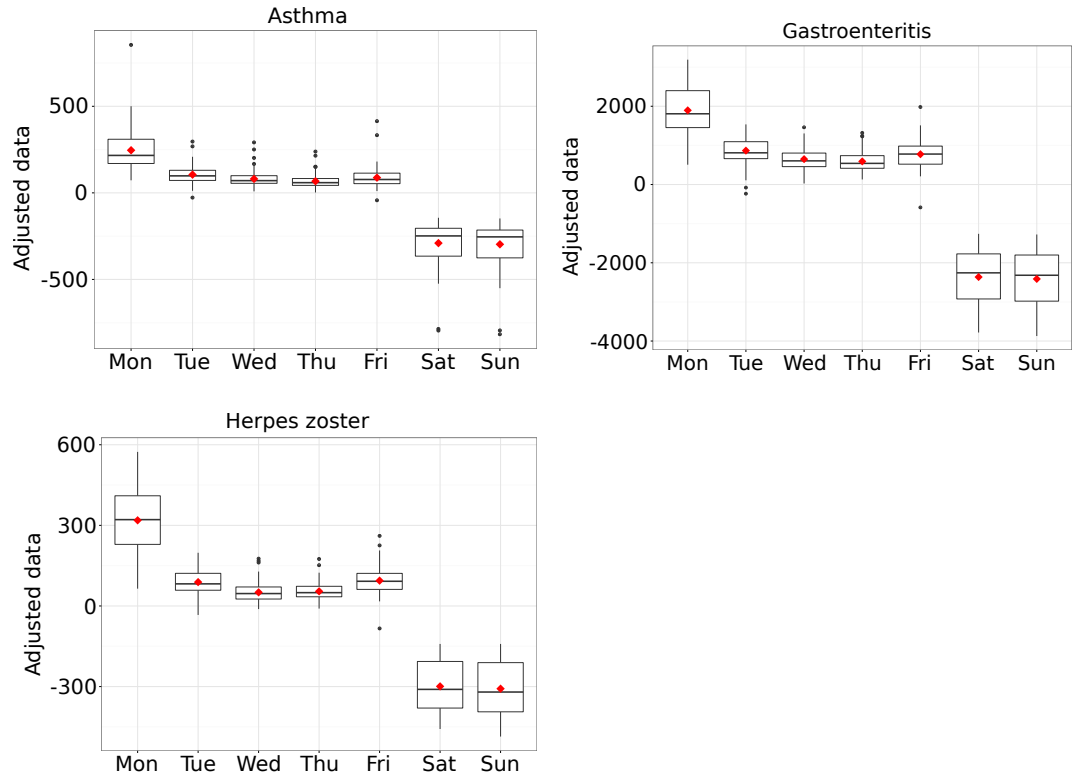 Asthma
Adjusted data
500
0
-500
Mon Tue Wed Thu Fri Sat Sun
Gastroenteritis
Adjusted data
2000
0
-2000
-4000
Mon Tue Wed Thu Fri Sat Sun
Herpes zoster
Adjusted data
600
300
0
-300
Mon Tue Wed Thu Fri Sat Sun